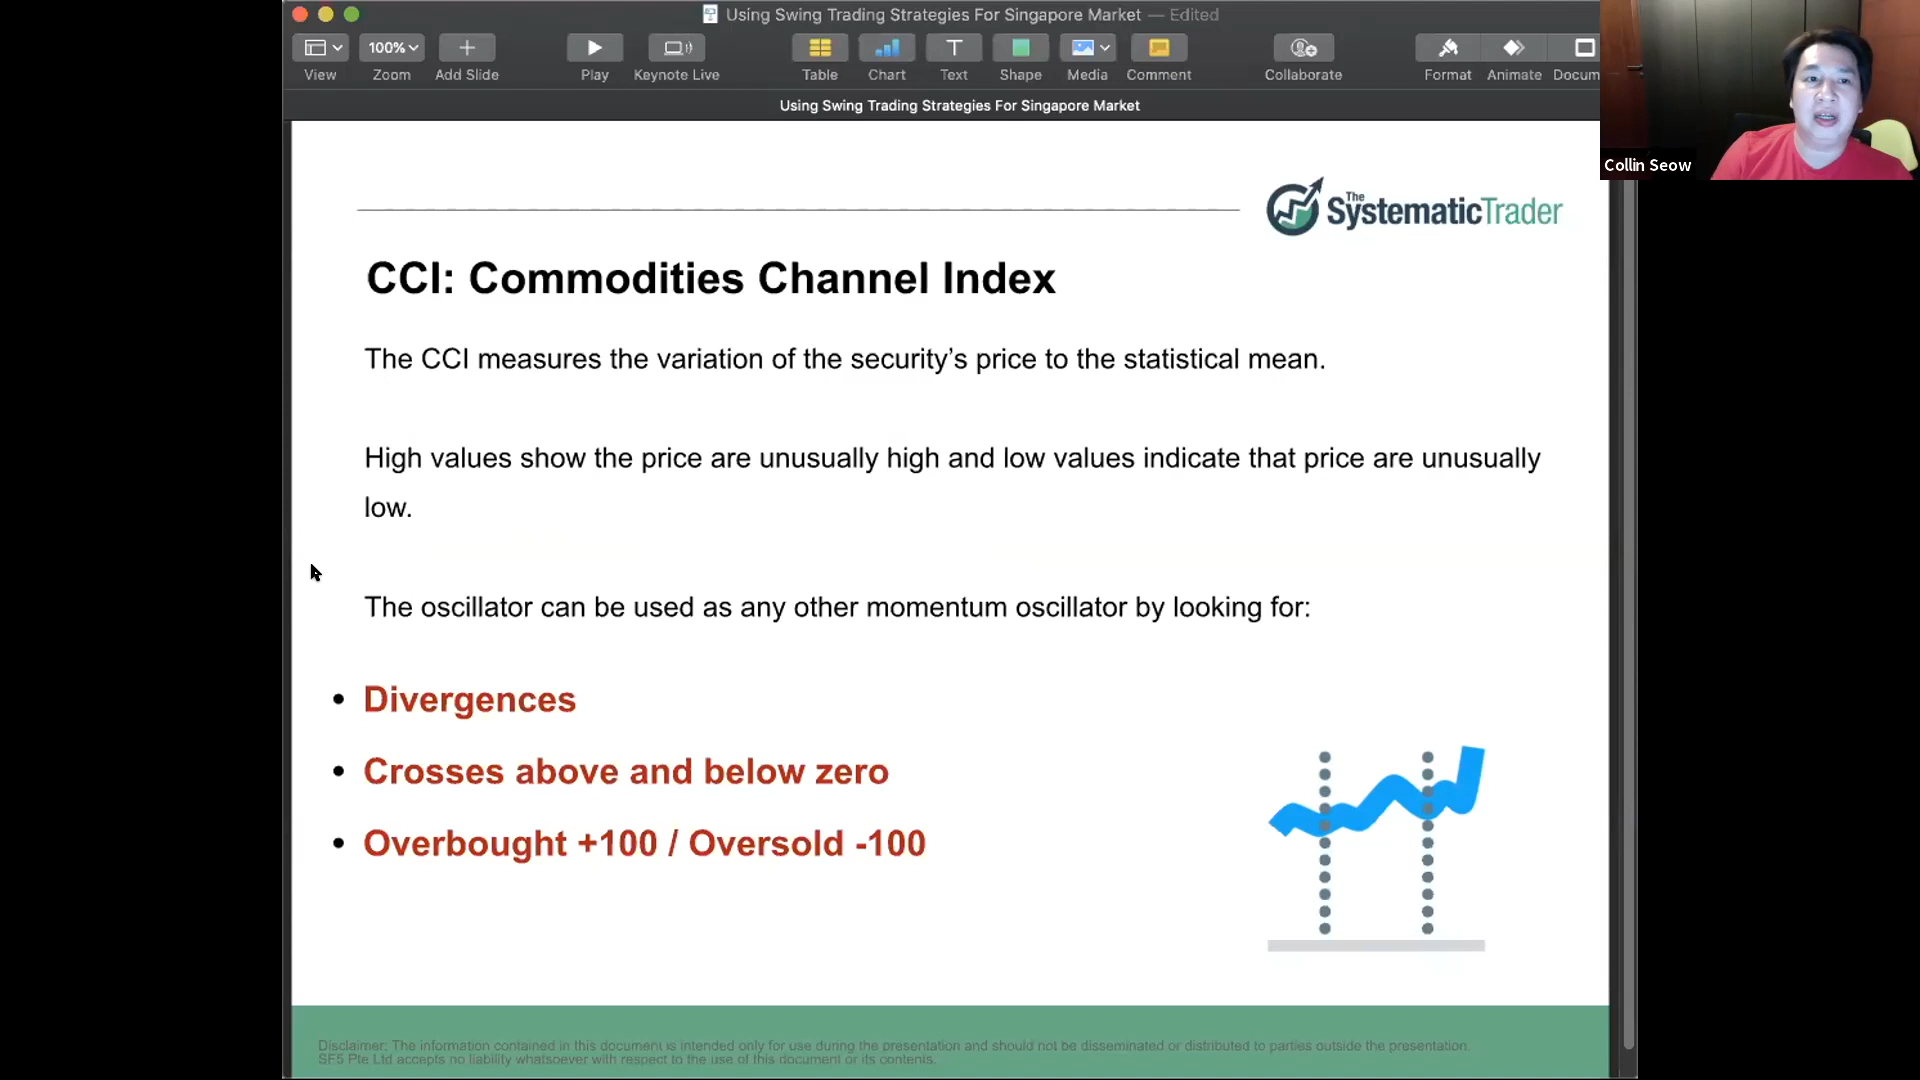 Using Swing Trading Strategies For Singapore Market — Edited
100%
View
Zoom
Add Slide
Play
Keynote Live
Table
Chart
Text
Shape
Media
Comment
Collaborate
Format
Animate
Docum
Using Swing Trading Strategies For Singapore Market
Collin Seow
The
SystematicTrader
CCI: Commodities Channel Index
The CCI measures the variation of the security’s price to the statistical mean.
High values show the price are unusually high and low values indicate that price are unusually
low.
The oscillator can be used as any other momentum oscillator by looking for:
• Divergences
• Crosses above and below zero
• Overbought +100 / Oversold -100
Disclaimer: The information contained in this document is intended only for use during the presentation and should not be disseminated or distributed to parties outside the presentation.
SF5 Pte Ltd accepts no liability whatsoever with respect to the use of this document or its contents.